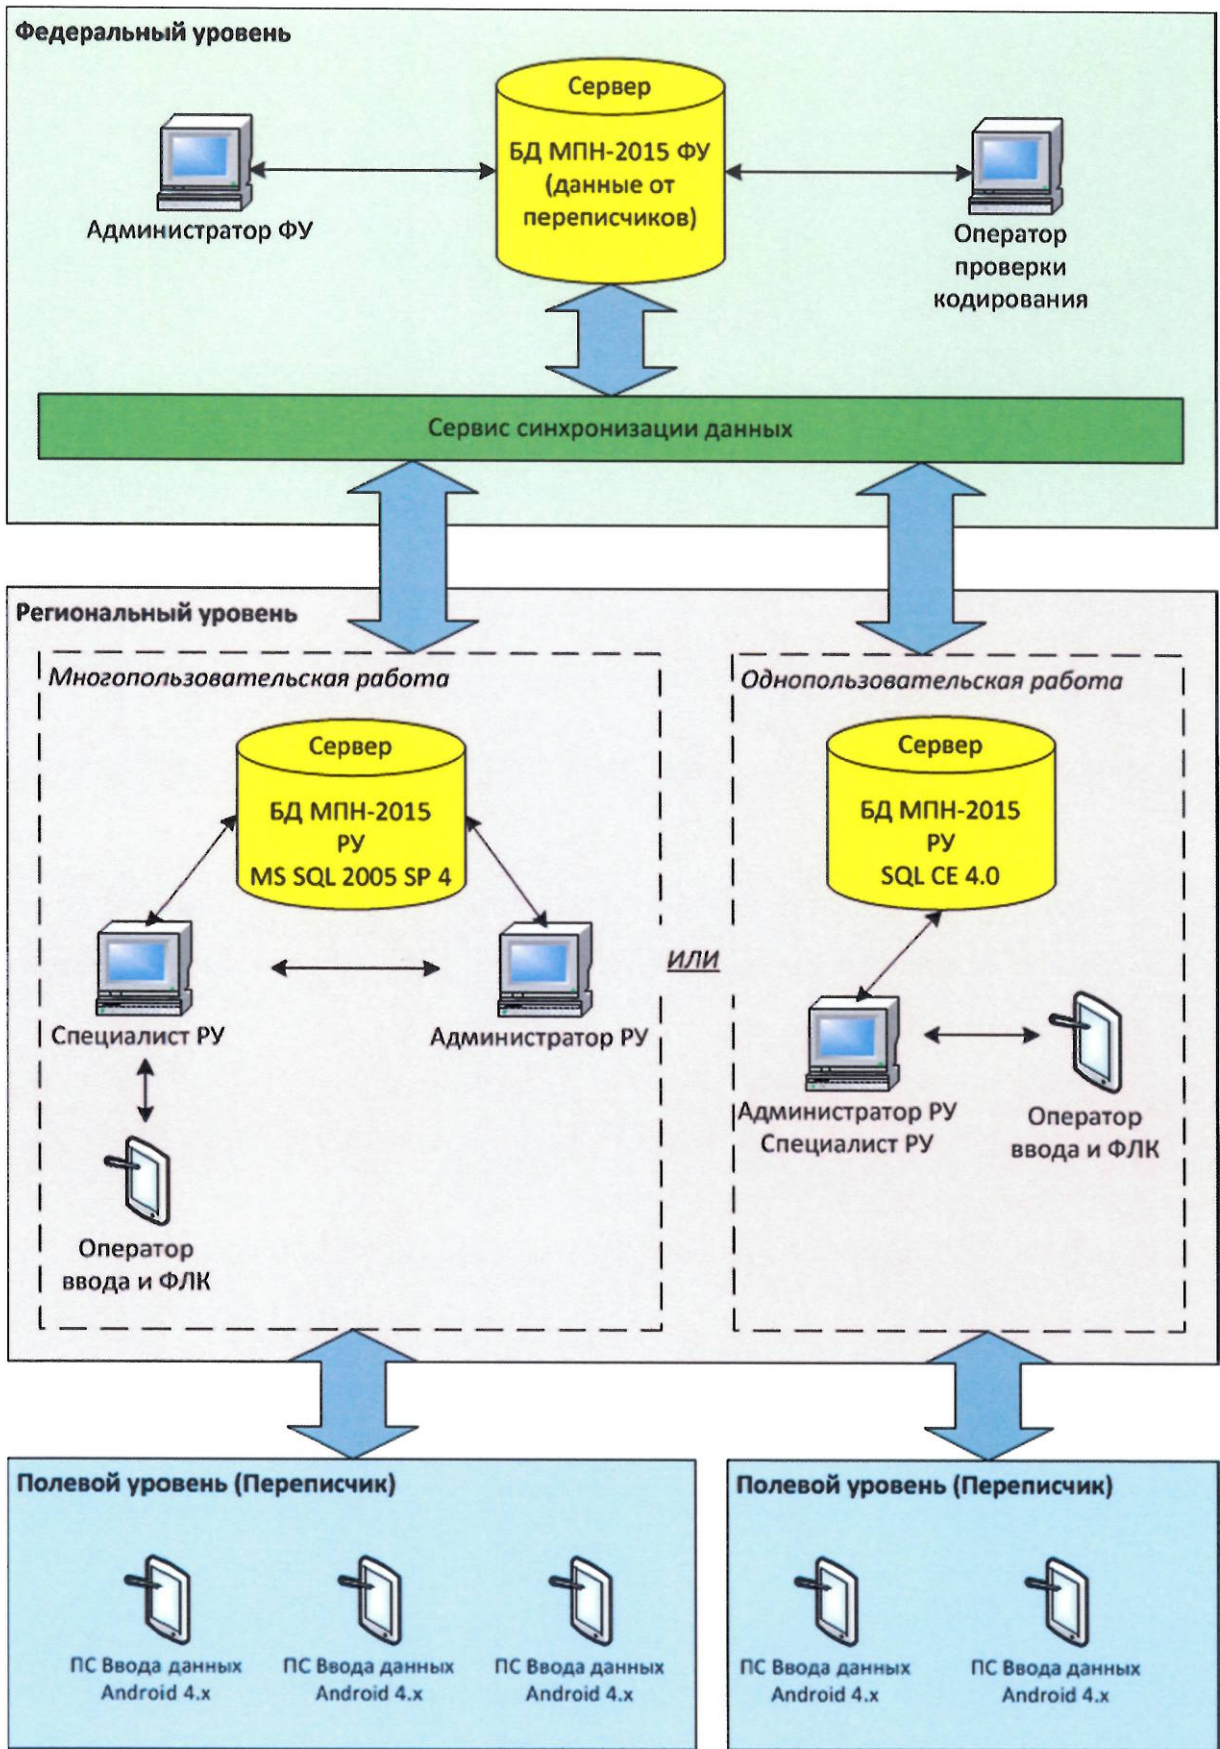 Федеральный уровень
Сервер
БД МПН-2015 ФУ
(данные от
переписчиков)
Администратор ФУ
Оператор
проверки
кодирования
Сервис синхронизации данных
Региональный уровень
Многопользовательская работа
Сервер
БД МПН-2015
РУ
MS SQL 2005 SP 4
Специалист РУ
Администратор РУ
Оператор
ввода и ФЛК
ИЛИ
Однопользовательская работа
Сервер
БД МПН-2015
РУ
SQL CE 4.0
Администратор РУ
Специалист РУ
Оператор
ввода и ФЛК
Полевой уровень (Переписчик)
ПС Ввода данных
Android 4.x
ПС Ввода данных
Android 4.x
ПС Ввода данных
Android 4.x
Полевой уровень (Переписчик)
ПС Ввода данных
Android 4.x
ПС Ввода данных
Android 4.x